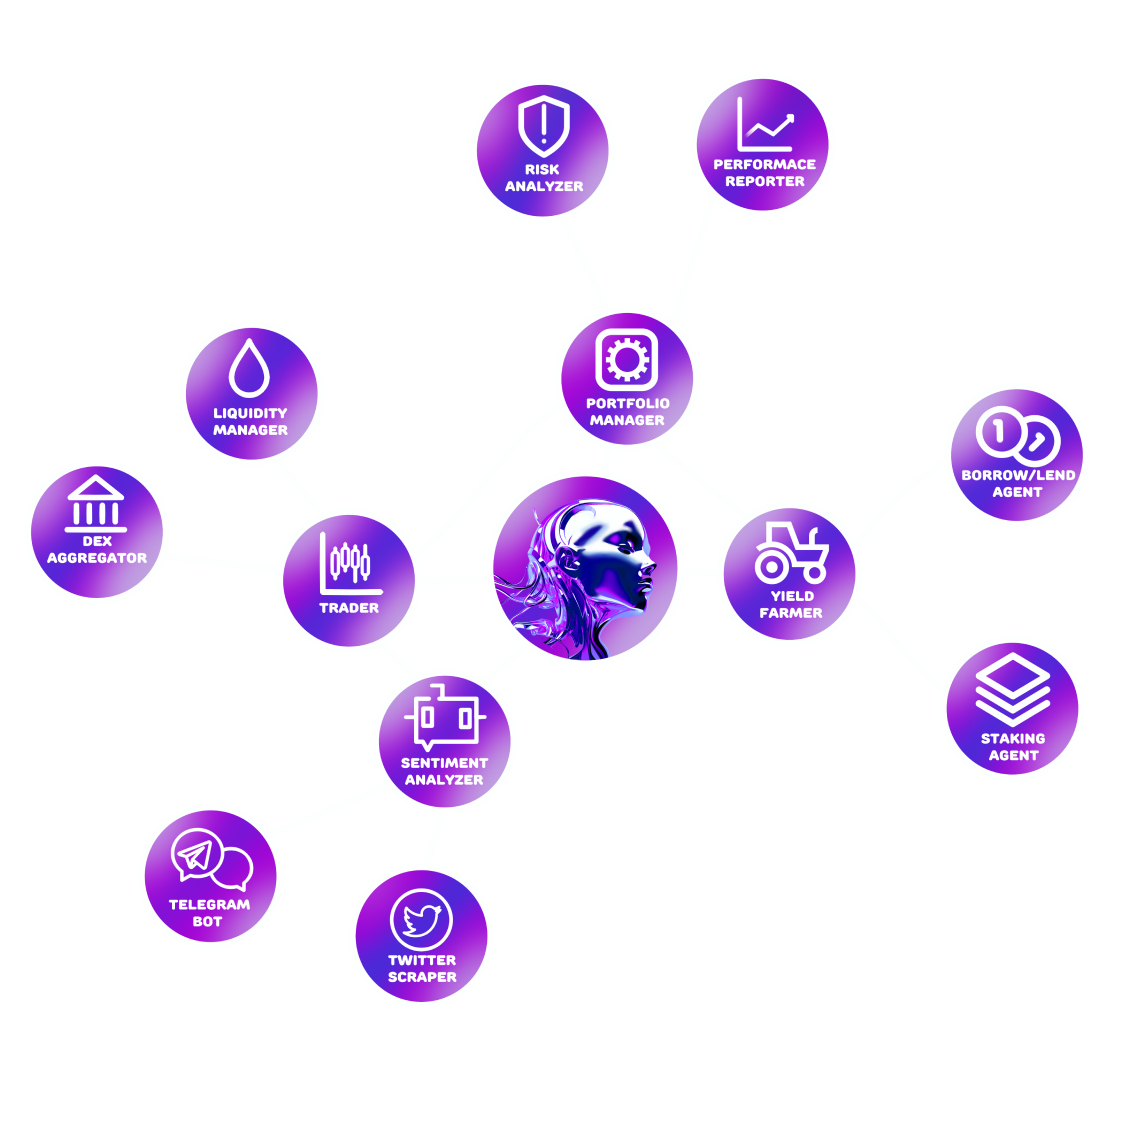 RISK
ANALYZER
PERFORMACE
REPORTER
LIQUIDITY
MANAGER
PORTFOLIO
MANAGER
BORROW/LEND
AGENT
DEX
AGGREGATOR
TRADER
YIELD
FARMER
SENTIMENT
ANALYZER
STAKING
AGENT
TELEGRAM
BOT
TWITTER
SCRAPER